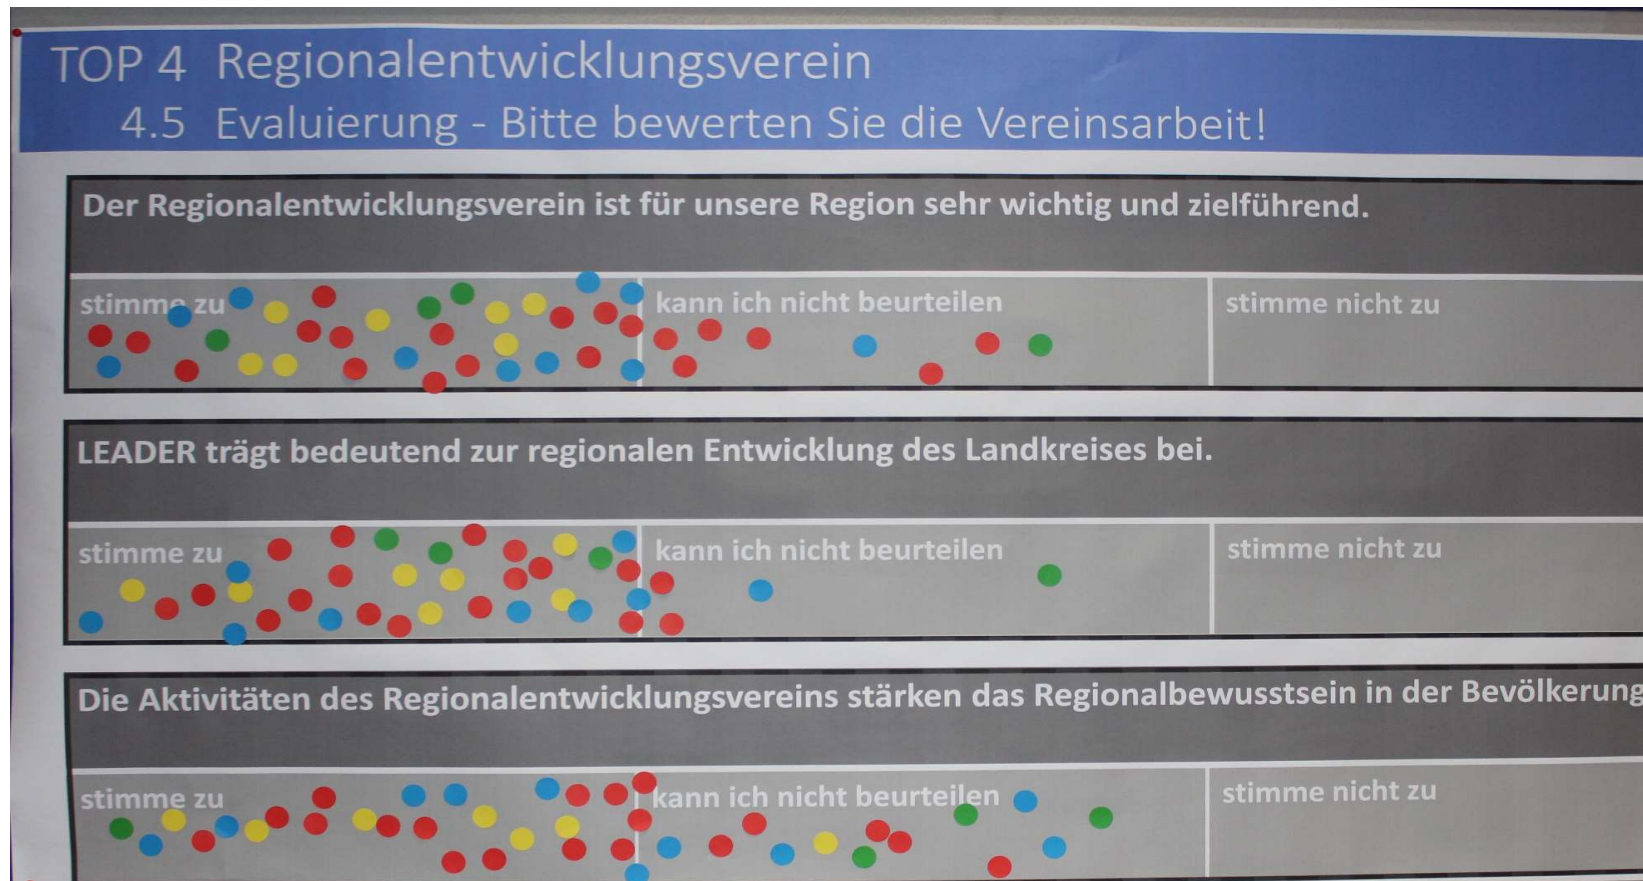 TOP 4 Regionalentwicklungsverein
4.5 Evaluierung - Bitte bewerten Sie die Vereinsarbeit!
Der Regionalentwicklungsverein ist für unsere Region sehr wichtig und zielführend.
stimme zu
kann ich nicht beurteilen
stimme nicht zu
LEADER trägt bedeutend zur regionalen Entwicklung des Landkreises bei.
stimme zu
kann ich nicht beurteilen
stimme nicht zu
Die Aktivitäten des Regionalentwicklungsvereins stärken das Regionalbewusstsein in der Bevölkerung
stimme zu
kann ich nicht beurteilen
stimme nicht zu